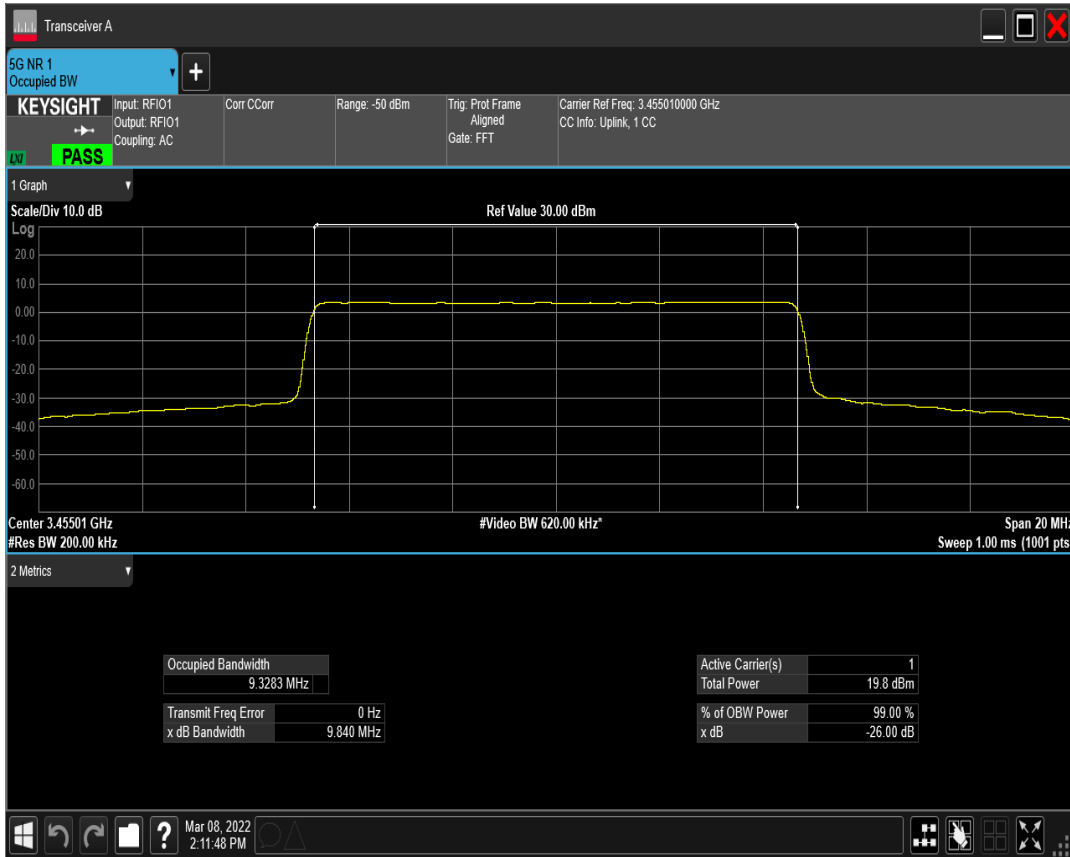 Transceiver A
5G NR 1
Occupied BW
+
KEYSIGHT
LXI
PASS
Input: RFIO1
Output: RFIO1
Coupling: AC
Corr CCorr
Range: -50 dBm
Trig: Prot Frame
Aligned
Gate: FFT
Carrier Ref Freq: 3.455010000 GHz
CC Info: Uplink, 1 CC
1 Graph
Scale/Div 10.0 dB
Ref Value 30.00 dBm
Log
20.0
10.0
0.00
-10.0
-20.0
-30.0
-40.0
-50.0
-60.0
Center 3.45501 GHz
#Video BW 620.00 kHz*
Span 20 MHz
#Res BW 200.00 kHz
Sweep 1.00 ms (1001 pts
2 Metrics
Occupied Bandwidth
9.3283 MHz
Transmit Freq Error 0 Hz
x dB Bandwidth 9.840 MHz
Active Carrier(s) 1
Total Power 19.8 dBm
% of OBW Power 99.00 %
x dB -26.00 dB
?
Mar 08, 2022
2:11:48 PM